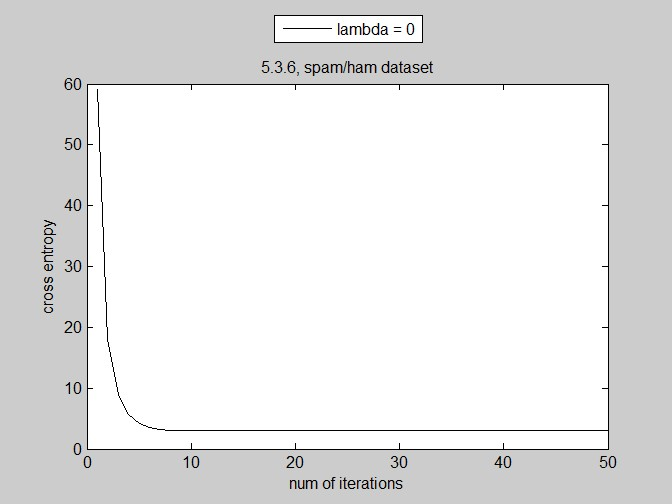 lambda = 0
5.3.6, spam/ham dataset
60
50
40
30
20
10
0
cross entropy
0 10 20 30 40 50
num of iterations